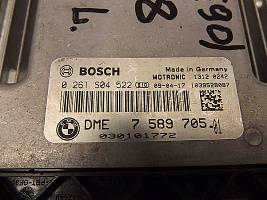 BOSCH
Made in Germany
MOTRONIC 1312 0242
0 261 S04 522
09-04-17 1039S28087
DME 7 589 705-01
030101772